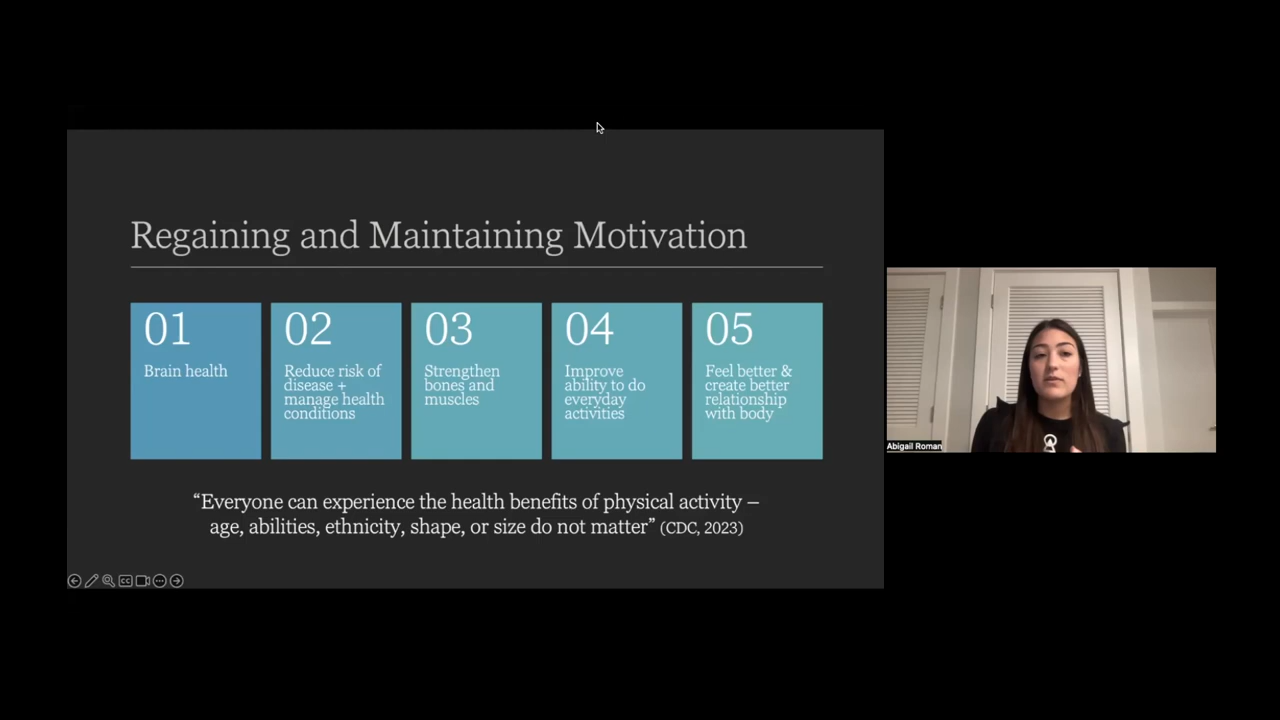 Regaining and Maintaining Motivation
01
Brain health
02
Reduce risk of
disease +
manage health
conditions
03
Strengthen
bones and
muscles
04
Improve
ability to do
everyday
activities
05
Feel better &
create better
relationship
with body
“Everyone can experience the health benefits of physical activity –
age, abilities, ethnicity, shape, or size do not matter” (CDC, 2023)
CC
Abigail Roman